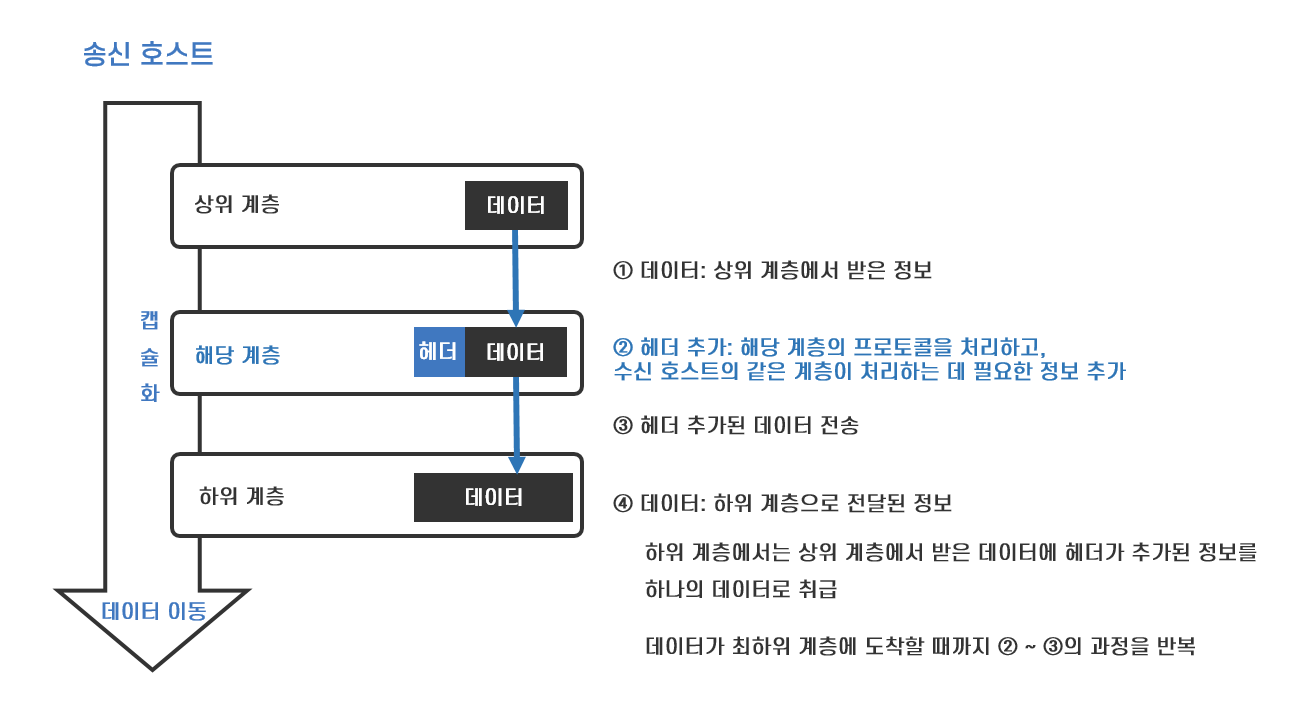 송신 호스트
상위 계층
데이터
① 데이터: 상위 계층에서 받은 정보
캡
슐
화
해당 계층
헤더
데이터
② 헤더 추가: 해당 계층의 프로토콜을 처리하고,
수신 호스트의 같은 계층이 처리하는 데 필요한 정보 추가
③ 헤더 추가된 데이터 전송
하위 계층
데이터
④ 데이터: 하위 계층으로 전달된 정보
하위 계층에서는 상위 계층에서 받은 데이터에 헤더가 추가된 정보를
하나의 데이터로 취급
데이터 이동
데이터가 최하위 계층에 도착할 때까지 ② ~ ③의 과정을 반복